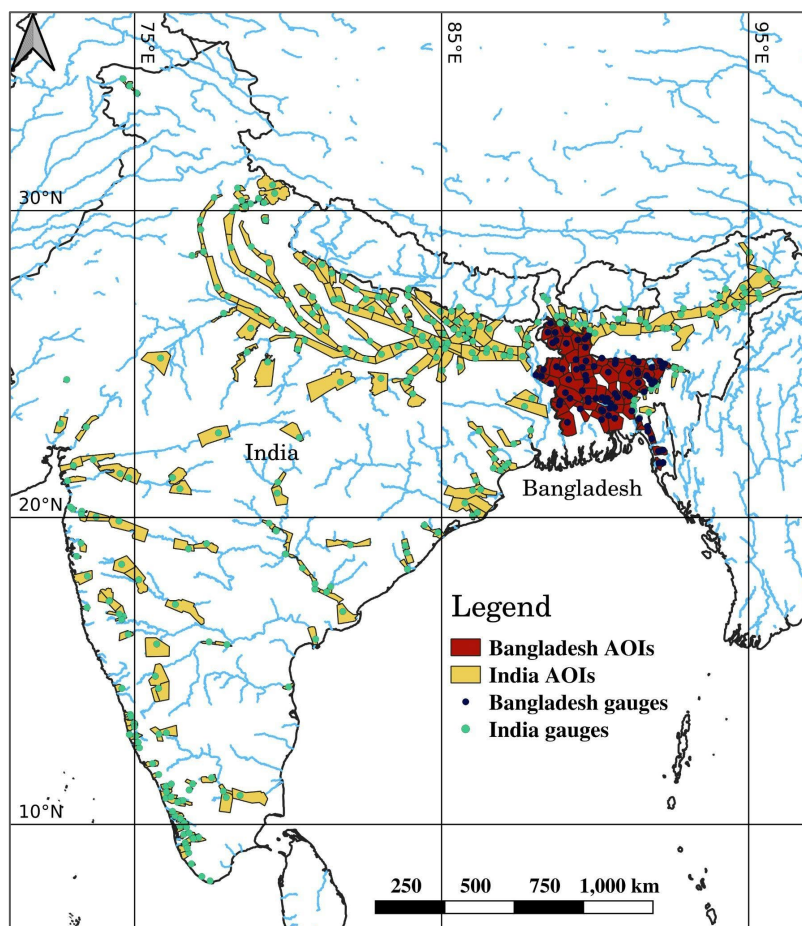 75°E
85°E
95°E
30°N
India
Bangladesh
20°N
Legend
Bangladesh AOIs
India AOIs
Bangladesh gauges
India gauges
10°N
250 500 750 1,000 km